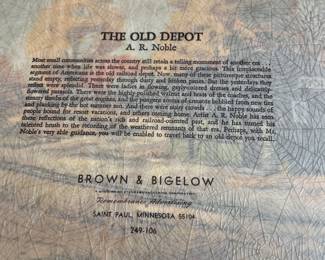 THE OLD DEPOT
A. R. Noble
Most small communities across the country still retain a telling monument of another era
another time when life was slower, and perhaps a bit more gracious. This irreplaceable
segment of Americana is the old railroad depot. Now, many of these picturesque structures
stand empty, reflecting yesterday through dusty and broken panes. But the yesterday they
reflect were splendid. There were ladies in flowing, gaily-colored dresses and delicately-
flowered parasols. There were the highly-polished walnut and brass of the coaches, and the
steamy throbs of the great engines, and the pungent aromas of creosote bubbled from new ties
and planking by the hot summer sun. And there were many crowds . . . the happy sounds of
people bound for resort vacations, and others coming home. Artist A. R. Noble has seen
these reflections of the nation's rich and railroad-oriented past, and he has turned his
talented brush to the recording of the weathered remnants of that era. Perhaps, with Mr.
Noble's very able guidance, you will be enabled to travel back to an old depot you recall.
BROWN & BIGELOW
Remembrance Advertising
SAINT PAUL, MINNESOTA 55104
249-106